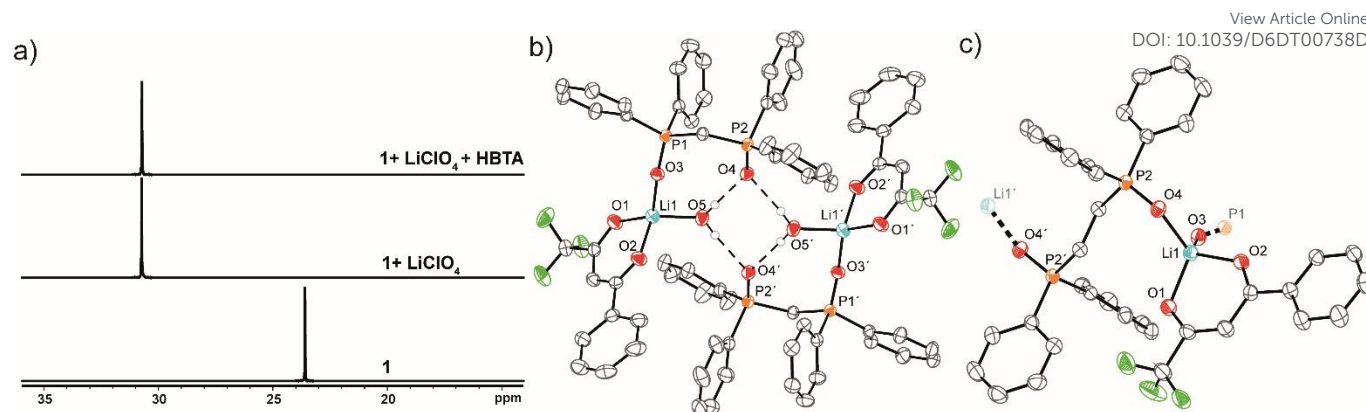 View Article Online
DOI: 10.1039/D6DT00738D
a)
1+ LiClO₄ + HBTA
1+ LiClO₄
1
35 30 25 20 ppm
b)
P1
P2
O3
O4
O1
Li1
O5
O2
O2´
Li1´
O5´
O1´
O4´
O3´
P2´
P1´
c)
P2
Li1´
O4
O3
P1
O4´
Li1
O2
P2´
O1